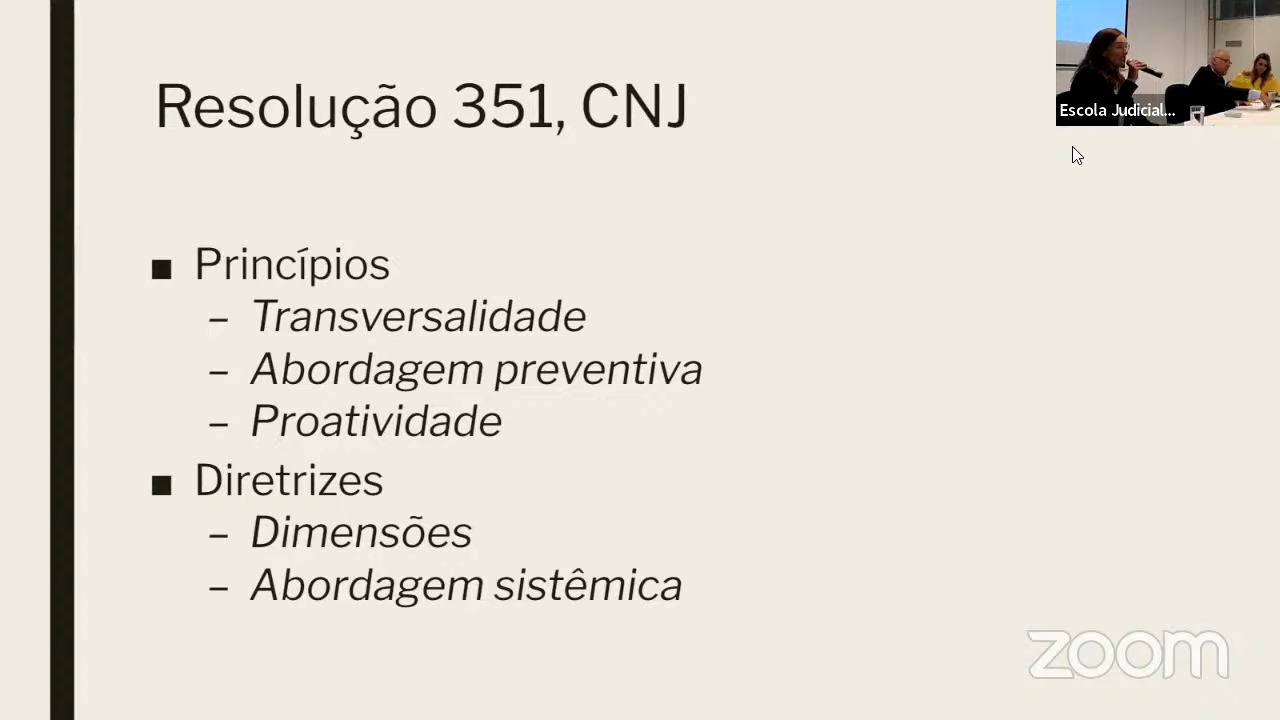 Resolução 351, CNJ
Escola Judicial...
■ Princípios
– Transversalidade
– Abordagem preventiva
– Proatividade
■ Diretrizes
– Dimensões
– Abordagem sistêmica
zoom